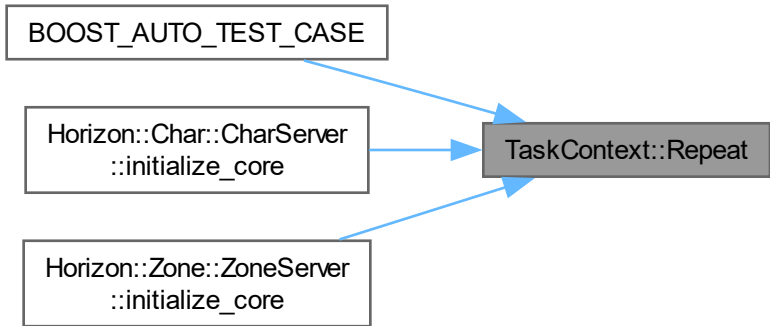 BOOST_AUTO_TEST_CASE
Horizon::Char::CharServer
::initialize_core
TaskContext::Repeat
Horizon::Zone::ZoneServer
::initialize_core